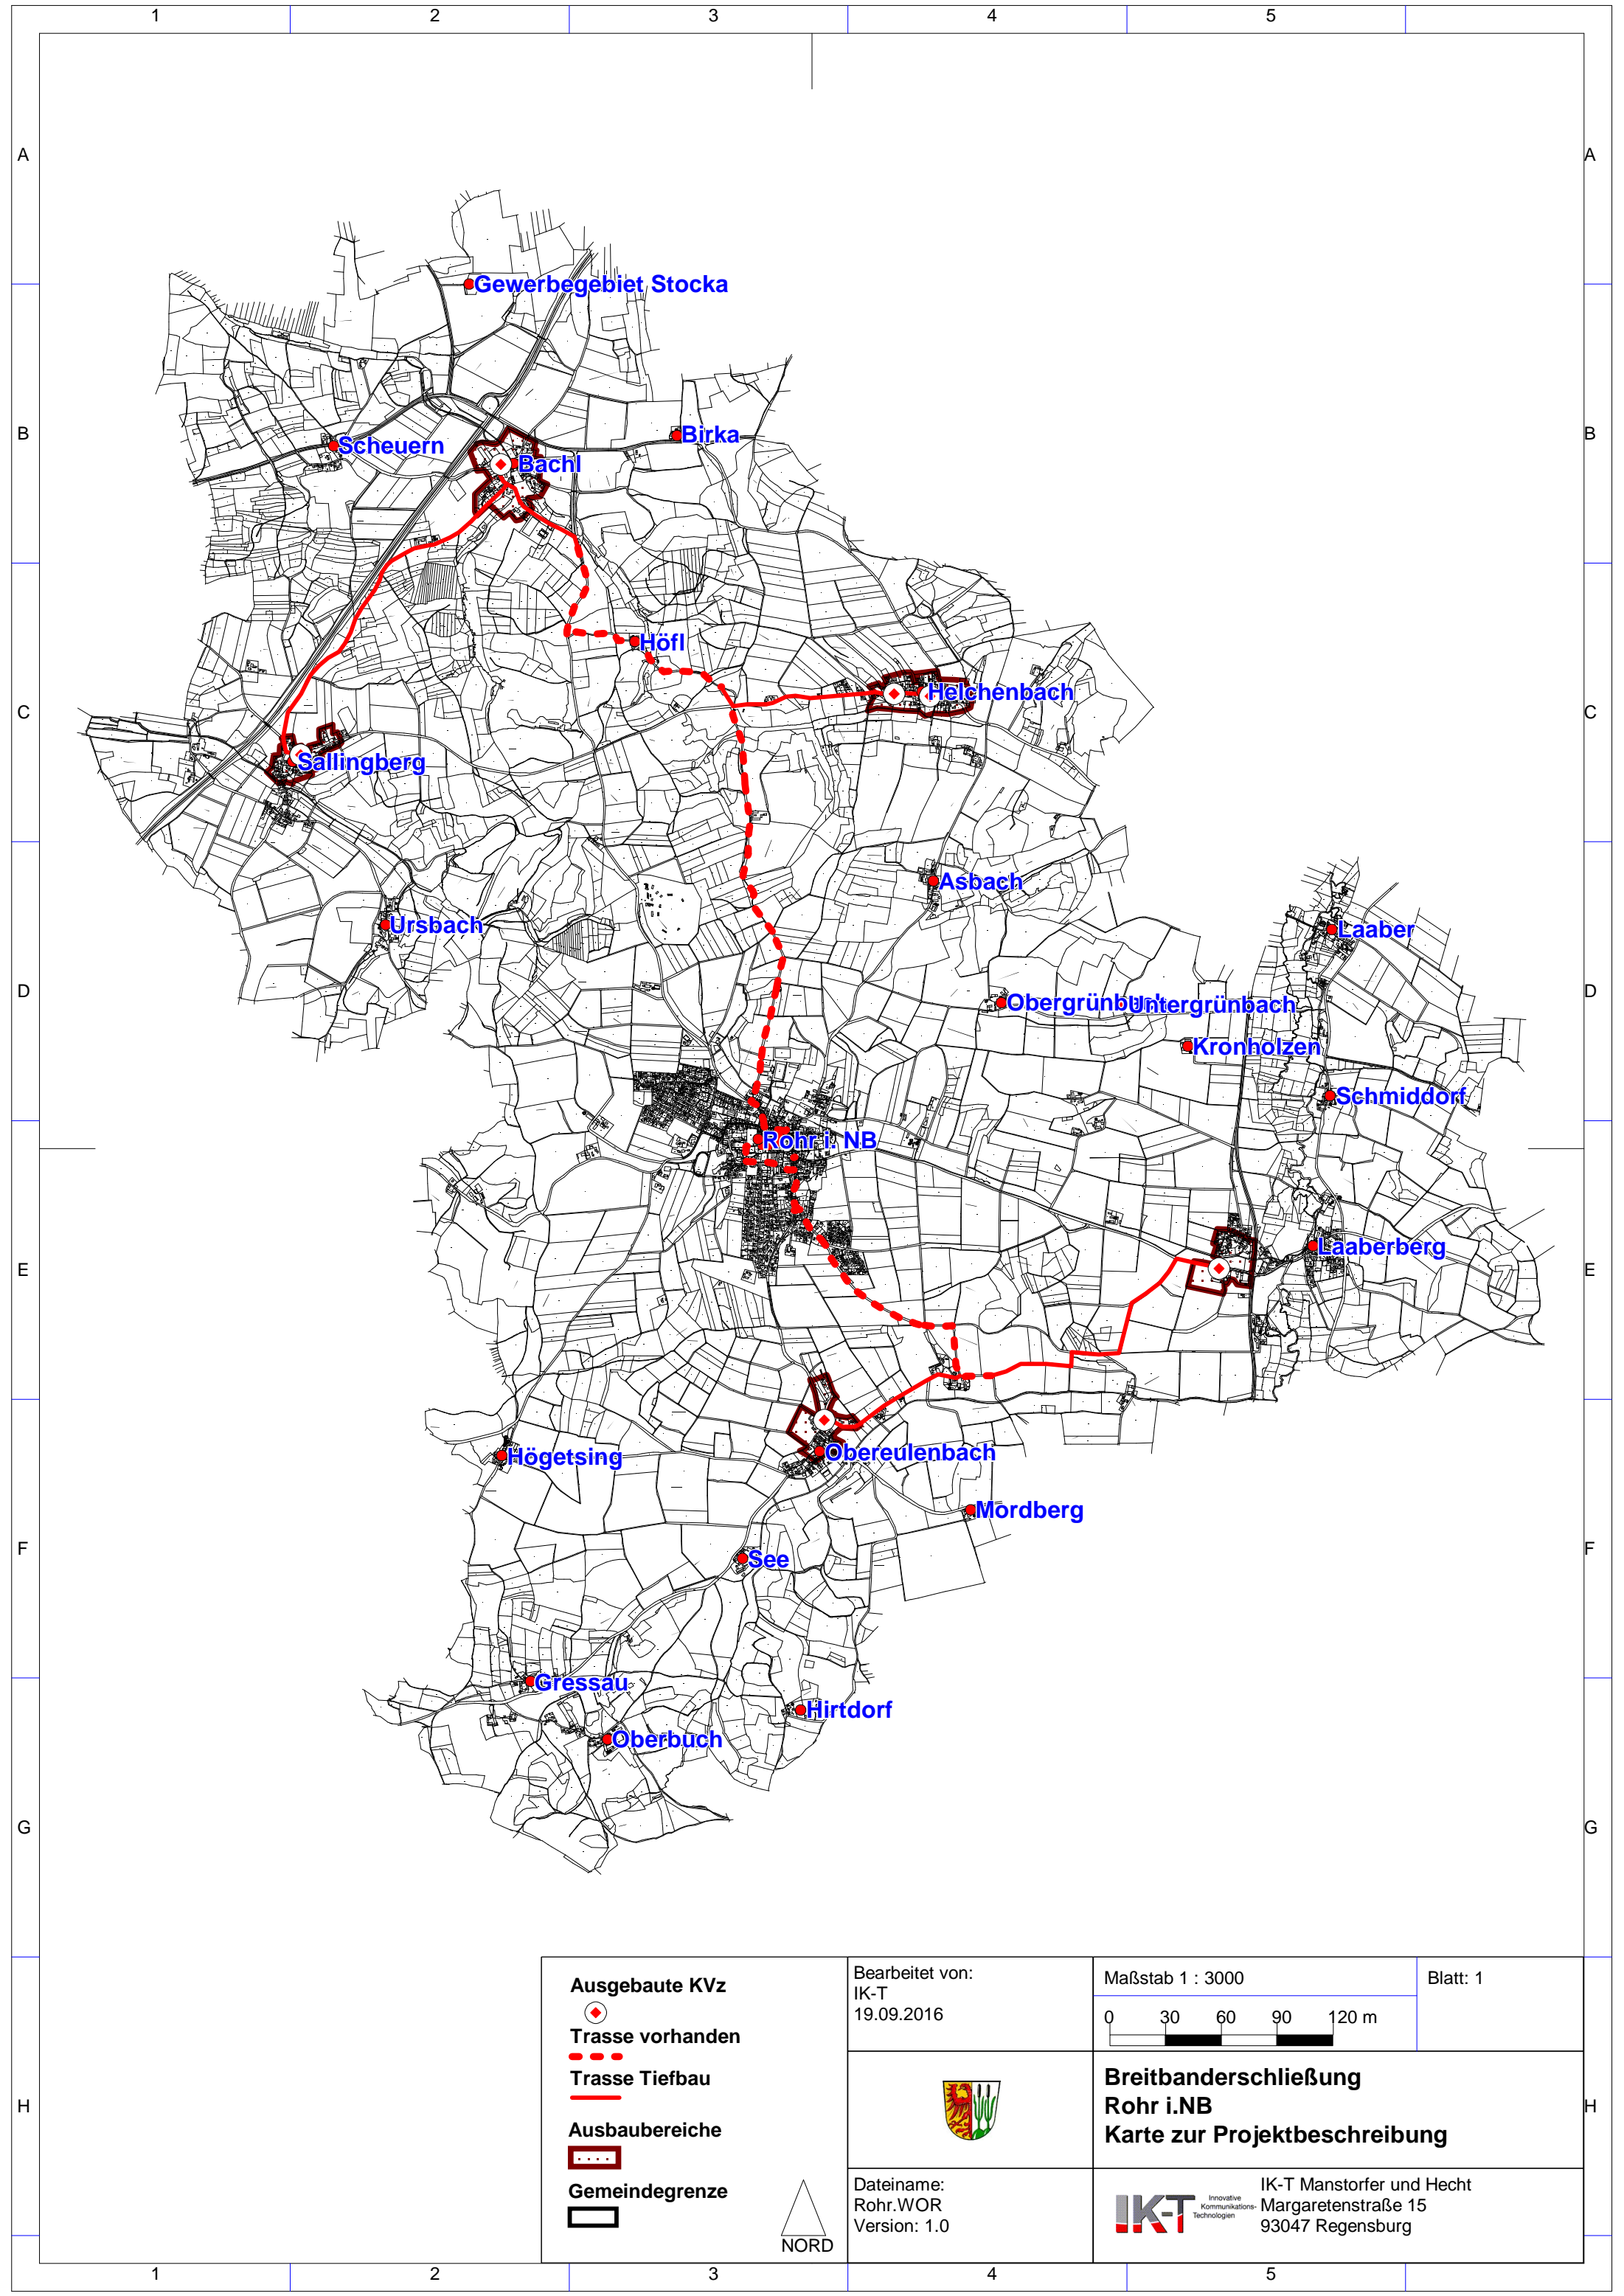 1 2 3 4 5
A A
Gewerbegebiet Stocka
B B
Birka
Scheuern
Bachl
Höfl
Helchenbach
C C
Sallingberg
Asbach
Ursbach
Laaber
D D
Obergrünbach
Untergrünbach
Kronholzen
Schmiddorf
Rohr i. NB
Laaberberg
E E
Obereulenbach
Högetsing
Mordberg
F F
See
Gressau
Hirtdorf
Oberbuch
G G
H H
Ausgebaute KVz
Trasse vorhanden
Trasse Tiefbau
Ausbaubereiche
Gemeindegrenze
NORD
Bearbeitet von:
IK-T
19.09.2016
Dateiname:
Rohr.WOR
Version: 1.0
Maßstab 1 : 3000
0 30 60 90 120 m
Blatt: 1
Breitbanderschließung
Rohr i.NB
Karte zur Projektbeschreibung
IK-T
Innovative
Kommunikations-
Technologien
IK-T Manstorfer und Hecht
Margaretenstraße 15
93047 Regensburg
1 2 3 4 5